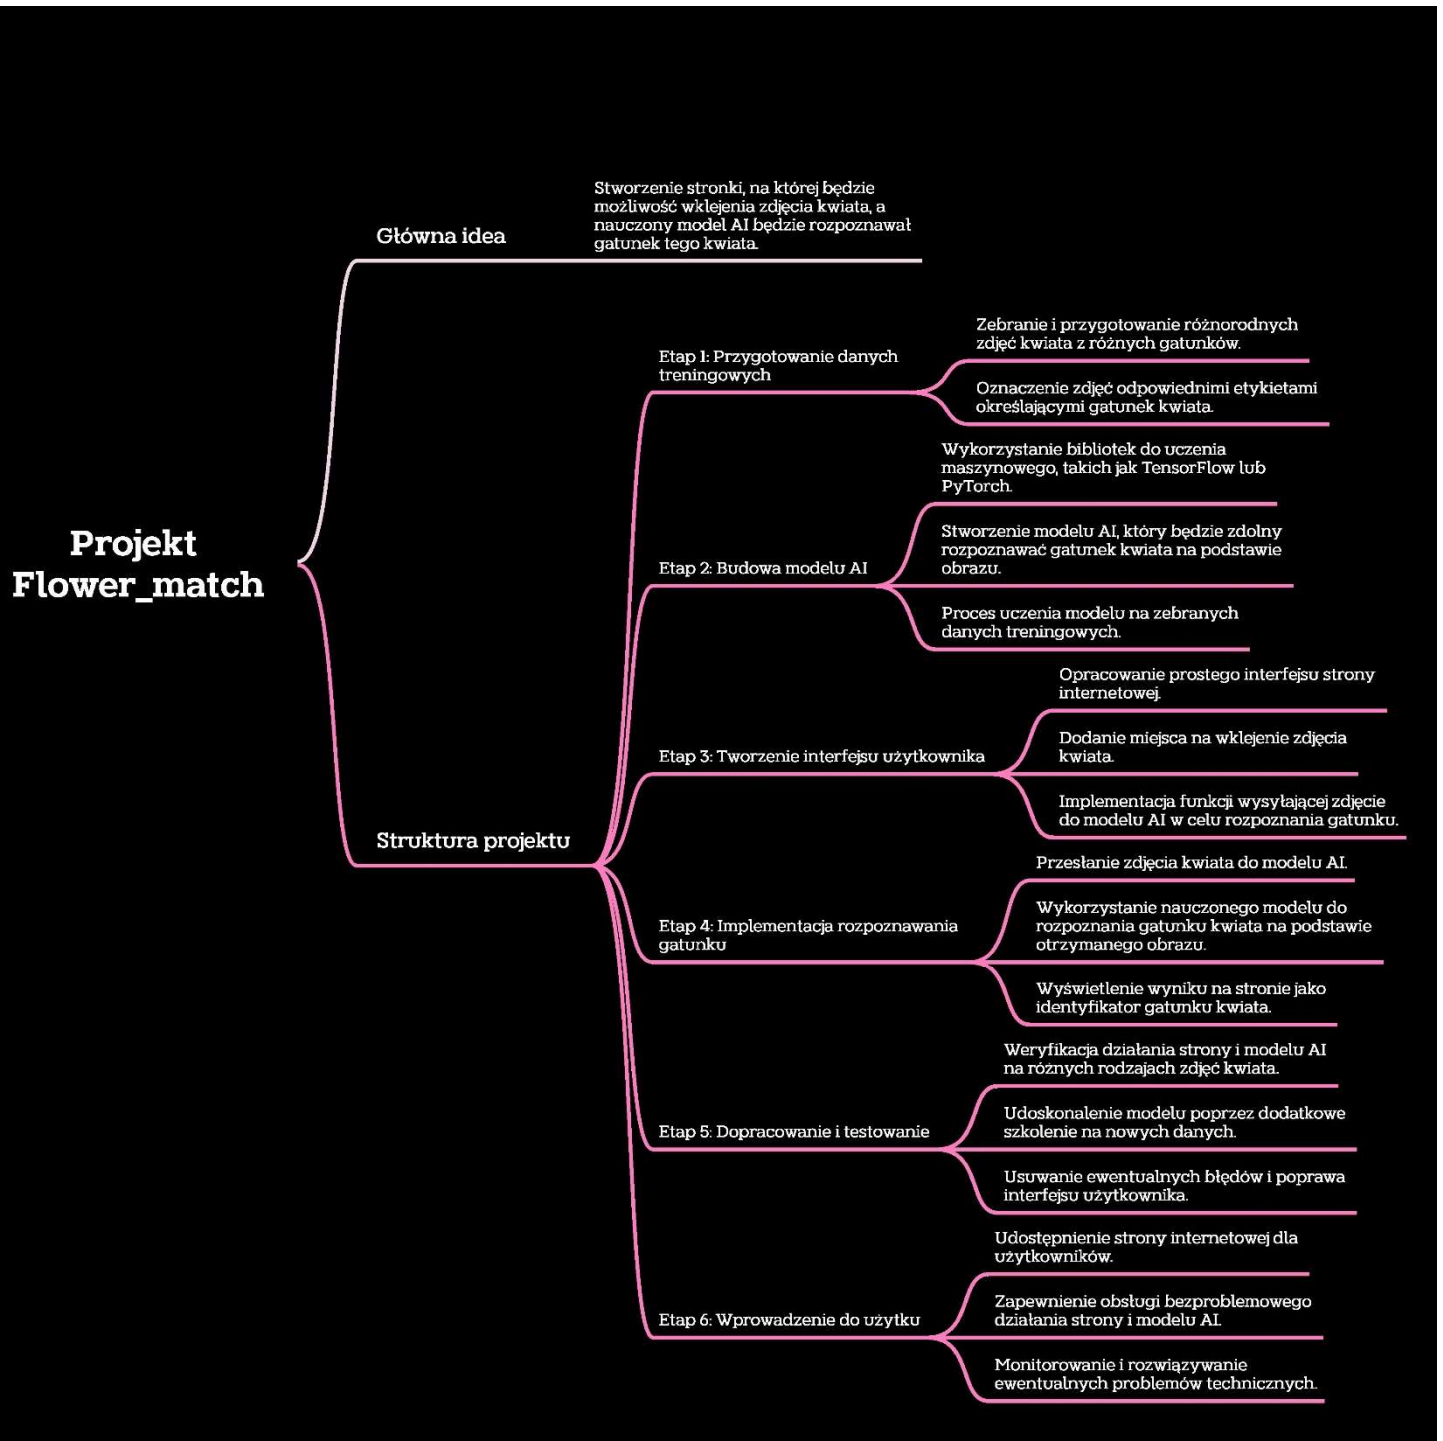 Projekt
Flower_match
Główna idea
Stworzenie stronki, na której będzie
możliwość wklejenia zdjęcia kwiata, a
nauczony model AI będzie rozpoznawał
gatunek tego kwiata.
Struktura projektu
Etap 1: Przygotowanie danych
treningowych
Zebranie i przygotowanie różnorodnych
zdjęć kwiata z różnych gatunków.
Oznaczenie zdjęć odpowiednimi etykietami
określającymi gatunek kwiata.
Etap 2: Budowa modelu AI
Wykorzystanie bibliotek do uczenia
maszynowego, takich jak TensorFlow lub
PyTorch.
Stworzenie modelu AI, który będzie zdolny
rozpoznawać gatunek kwiata na podstawie
obrazu.
Proces uczenia modelu na zebranych
danych treningowych.
Etap 3: Tworzenie interfejsu użytkownika
Opracowanie prostego interfejsu strony
internetowej.
Dodanie miejsca na wklejenie zdjęcia
kwiata.
Implementacja funkcji wysyłającej zdjęcie
do modelu AI w celu rozpoznania gatunku.
Etap 4: Implementacja rozpoznawania
gatunku
Przesłanie zdjęcia kwiata do modelu AI.
Wykorzystanie nauczonego modelu do
rozpoznania gatunku kwiata na podstawie
otrzymanego obrazu.
Wyświetlenie wyniku na stronie jako
identyfikator gatunku kwiata.
Etap 5: Dopracowanie i testowanie
Weryfikacja działania strony i modelu AI
na różnych rodzajach zdjęć kwiata.
Udoskonalenie modelu poprzez dodatkowe
szkolenie na nowych danych.
Usuwanie ewentualnych błędów i poprawa
interfejsu użytkownika.
Etap 6: Wprowadzenie do użytku
Udostępnienie strony internetowej dla
użytkowników.
Zapewnienie obsługi bezproblemowego
działania strony i modelu AI.
Monitorowanie i rozwiązywanie
ewentualnych problemów technicznych.